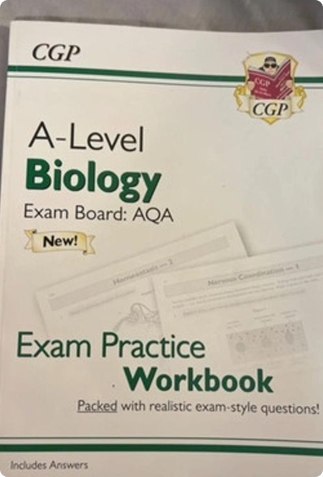 CGP
CGP
CGP
A-Level
Biology
Exam Board: AQA
New!
Homeostasis — 2
Nervous Coordination — 1
Exam Practice
Workbook
Packed with realistic exam-style questions!
Includes Answers